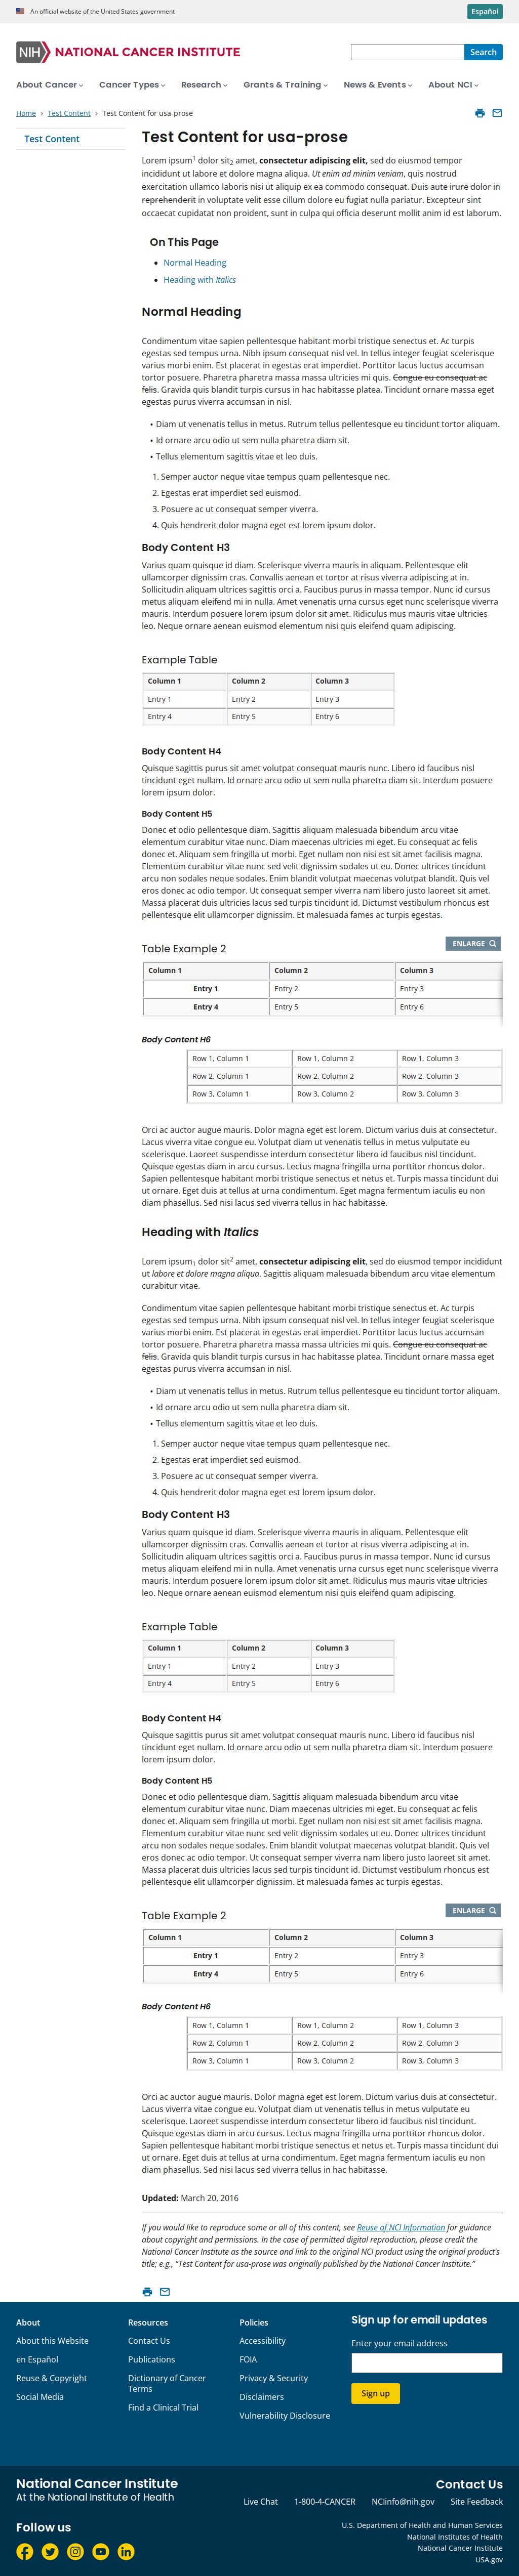 An official website of the United States government
Español
NIH NATIONAL CANCER INSTITUTE
Search
About Cancer
Cancer Types
Research
Grants & Training
News & Events
About NCI
Home > Test Content > Test Content for usa-prose
Test Content
Test Content for usa-prose
Lorem ipsum1 dolor sit2 amet, consectetur adipiscing elit, sed do eiusmod tempor
incididunt ut labore et dolore magna aliqua. Ut enim ad minim veniam, quis nostrud
exercitation ullamco laboris nisi ut aliquip ex ea commodo consequat. Duis aute irure dolor in
reprehenderit in voluptate velit esse cillum dolore eu fugiat nulla pariatur. Excepteur sint
occaecat cupidatat non proident, sunt in culpa qui officia deserunt mollit anim id est laborum.
On This Page
Normal Heading
Heading with Italics
Normal Heading
Condimentum vitae sapien pellentesque habitant morbi tristique senectus et. Ac turpis
egestas sed tempus urna. Nibh ipsum consequat nisl vel. In tellus integer feugiat scelerisque
varius morbi enim. Est placerat in egestas erat imperdiet. Porttitor lacus luctus accumsan
tortor posuere. Pharetra pharetra massa massa ultricies mi quis. Congue eu consequat ac
felis. Gravida quis blandit turpis cursus in hac habitasse platea. Tincidunt ornare massa eget
egestas purus viverra accumsan in nisl.
• Diam ut venenatis tellus in metus. Rutrum tellus pellentesque eu tincidunt tortor aliquam.
• Id ornare arcu odio ut sem nulla pharetra diam sit.
• Tellus elementum sagittis vitae et leo duis.
1. Semper auctor neque vitae tempus quam pellentesque nec.
2. Egestas erat imperdiet sed euismod.
3. Posuere ac ut consequat semper viverra.
4. Quis hendrerit dolor magna eget est lorem ipsum dolor.
Body Content H3
Varius quam quisque id diam. Scelerisque viverra mauris in aliquam. Pellentesque elit
ullamcorper dignissim cras. Convallis aenean et tortor at risus viverra adipiscing at in.
Sollicitudin aliquam ultrices sagittis orci a. Faucibus purus in massa tempor. Nunc id cursus
metus aliquam eleifend mi in nulla. Amet venenatis urna cursus eget nunc scelerisque viverra
mauris. Interdum posuere lorem ipsum dolor sit amet. Ridiculus mus mauris vitae ultricies
leo. Neque ornare aenean euismod elementum nisi quis eleifend quam adipiscing.
Example Table
Column 1 Column 2 Column 3
Entry 1 Entry 2 Entry 3
Entry 4 Entry 5 Entry 6
Body Content H4
Quisque sagittis purus sit amet volutpat consequat mauris nunc. Libero id faucibus nisl
tincidunt eget nullam. Id ornare arcu odio ut sem nulla pharetra diam sit. Interdum posuere
lorem ipsum dolor.
Body Content H5
Donec et odio pellentesque diam. Sagittis aliquam malesuada bibendum arcu vitae
elementum curabitur vitae nunc. Diam maecenas ultricies mi eget. Eu consequat ac felis
donec et. Aliquam sem fringilla ut morbi. Eget nullam non nisi est sit amet facilisis magna.
Elementum curabitur vitae nunc sed velit dignissim sodales ut eu. Donec ultrices tincidunt
arcu non sodales neque sodales. Enim blandit volutpat maecenas volutpat blandit. Quis vel
eros donec ac odio tempor. Ut consequat semper viverra nam libero justo laoreet sit amet.
Massa placerat duis ultricies lacus sed turpis tincidunt id. Dictumst vestibulum rhoncus est
pellentesque elit ullamcorper dignissim. Et malesuada fames ac turpis egestas.
ENLARGE
Table Example 2
Column 1 Column 2 Column 3
Entry 1 Entry 2 Entry 3
Entry 4 Entry 5 Entry 6
Body Content H6
Row 1, Column 1 Row 1, Column 2 Row 1, Column 3
Row 2, Column 1 Row 2, Column 2 Row 2, Column 3
Row 3, Column 1 Row 3, Column 2 Row 3, Column 3
Orci ac auctor augue mauris. Dolor magna eget est lorem. Dictum varius duis at consectetur.
Lacus viverra vitae congue eu. Volutpat diam ut venenatis tellus in metus vulputate eu
scelerisque. Laoreet suspendisse interdum consectetur libero id faucibus nisl tincidunt.
Quisque egestas diam in arcu cursus. Lectus magna fringilla urna porttitor rhoncus dolor.
Sapien pellentesque habitant morbi tristique senectus et netus et. Turpis massa tincidunt dui
ut ornare. Eget duis at tellus at urna condimentum. Eget magna fermentum iaculis eu non
diam phasellus. Sed nisi lacus sed viverra tellus in hac habitasse.
Heading with Italics
Lorem ipsum1 dolor sit2 amet, consectetur adipiscing elit, sed do eiusmod tempor incididunt
ut labore et dolore magna aliqua. Sagittis aliquam malesuada bibendum arcu vitae elementum
curabitur vitae.
Condimentum vitae sapien pellentesque habitant morbi tristique senectus et. Ac turpis
egestas sed tempus urna. Nibh ipsum consequat nisl vel. In tellus integer feugiat scelerisque
varius morbi enim. Est placerat in egestas erat imperdiet. Porttitor lacus luctus accumsan
tortor posuere. Pharetra pharetra massa massa ultricies mi quis. Congue eu consequat ac
felis. Gravida quis blandit turpis cursus in hac habitasse platea. Tincidunt ornare massa eget
egestas purus viverra accumsan in nisl.
• Diam ut venenatis tellus in metus. Rutrum tellus pellentesque eu tincidunt tortor aliquam.
• Id ornare arcu odio ut sem nulla pharetra diam sit.
• Tellus elementum sagittis vitae et leo duis.
1. Semper auctor neque vitae tempus quam pellentesque nec.
2. Egestas erat imperdiet sed euismod.
3. Posuere ac ut consequat semper viverra.
4. Quis hendrerit dolor magna eget est lorem ipsum dolor.
Body Content H3
Varius quam quisque id diam. Scelerisque viverra mauris in aliquam. Pellentesque elit
ullamcorper dignissim cras. Convallis aenean et tortor at risus viverra adipiscing at in.
Sollicitudin aliquam ultrices sagittis orci a. Faucibus purus in massa tempor. Nunc id cursus
metus aliquam eleifend mi in nulla. Amet venenatis urna cursus eget nunc scelerisque viverra
mauris. Interdum posuere lorem ipsum dolor sit amet. Ridiculus mus mauris vitae ultricies
leo. Neque ornare aenean euismod elementum nisi quis eleifend quam adipiscing.
Example Table
Column 1 Column 2 Column 3
Entry 1 Entry 2 Entry 3
Entry 4 Entry 5 Entry 6
Body Content H4
Quisque sagittis purus sit amet volutpat consequat mauris nunc. Libero id faucibus nisl
tincidunt eget nullam. Id ornare arcu odio ut sem nulla pharetra diam sit. Interdum posuere
lorem ipsum dolor.
Body Content H5
Donec et odio pellentesque diam. Sagittis aliquam malesuada bibendum arcu vitae
elementum curabitur vitae nunc. Diam maecenas ultricies mi eget. Eu consequat ac felis
donec et. Aliquam sem fringilla ut morbi. Eget nullam non nisi est sit amet facilisis magna.
Elementum curabitur vitae nunc sed velit dignissim sodales ut eu. Donec ultrices tincidunt
arcu non sodales neque sodales. Enim blandit volutpat maecenas volutpat blandit. Quis vel
eros donec ac odio tempor. Ut consequat semper viverra nam libero justo laoreet sit amet.
Massa placerat duis ultricies lacus sed turpis tincidunt id. Dictumst vestibulum rhoncus est
pellentesque elit ullamcorper dignissim. Et malesuada fames ac turpis egestas.
ENLARGE
Table Example 2
Column 1 Column 2 Column 3
Entry 1 Entry 2 Entry 3
Entry 4 Entry 5 Entry 6
Body Content H6
Row 1, Column 1 Row 1, Column 2 Row 1, Column 3
Row 2, Column 1 Row 2, Column 2 Row 2, Column 3
Row 3, Column 1 Row 3, Column 2 Row 3, Column 3
Orci ac auctor augue mauris. Dolor magna eget est lorem. Dictum varius duis at consectetur.
Lacus viverra vitae congue eu. Volutpat diam ut venenatis tellus in metus vulputate eu
scelerisque. Laoreet suspendisse interdum consectetur libero id faucibus nisl tincidunt.
Quisque egestas diam in arcu cursus. Lectus magna fringilla urna porttitor rhoncus dolor.
Sapien pellentesque habitant morbi tristique senectus et netus et. Turpis massa tincidunt dui
ut ornare. Eget duis at tellus at urna condimentum. Eget magna fermentum iaculis eu non
diam phasellus. Sed nisi lacus sed viverra tellus in hac habitasse.
Updated: March 20, 2016
If you would like to reproduce some or all of this content, see Reuse of NCI Information for guidance
about copyright and permissions. In the case of permitted digital reproduction, please credit the
National Cancer Institute as the source and link to the original NCI product using the original product's
title; e.g., “Test Content for usa-prose was originally published by the National Cancer Institute.”
About
About this Website
en Español
Reuse & Copyright
Social Media
Resources
Contact Us
Publications
Dictionary of Cancer
Terms
Find a Clinical Trial
Policies
Accessibility
FOIA
Privacy & Security
Disclaimers
Vulnerability Disclosure
Sign up for email updates
Enter your email address
Sign up
National Cancer Institute
At the National Institute of Health
Contact Us
Live Chat 1-800-4-CANCER NCIinfo@nih.gov Site Feedback
Follow us
U.S. Department of Health and Human Services
National Institutes of Health
National Cancer Institute
USA.gov